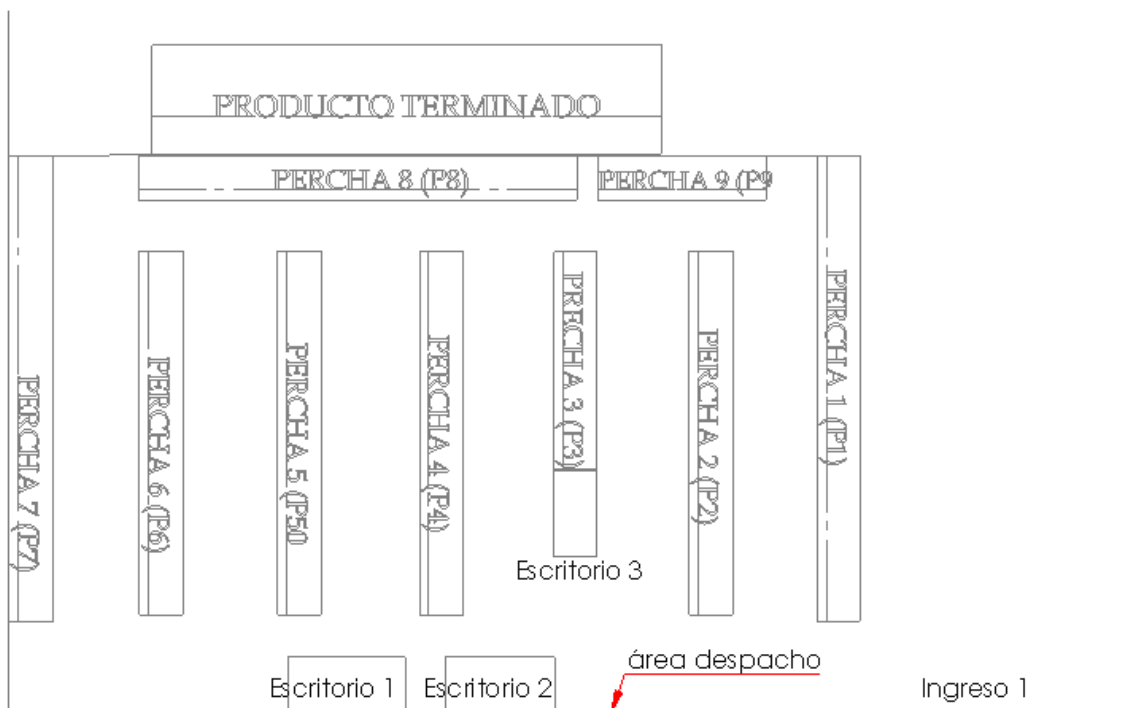 PRODUCTO TERMINADO
PERCHA 8 (P8)
PERCHA 9 (P9
PERCHA 7 (P7)
PERCHA 6 (P6)
PERCHA 5 (P50
PERCHA 4 (P4)
PRECHA 3 (P3)
PERCHA 2 (P2)
PERCHA 1 (P1)
Escritorio 3
Escritorio 1
Escritorio 2
área despacho
Ingreso 1